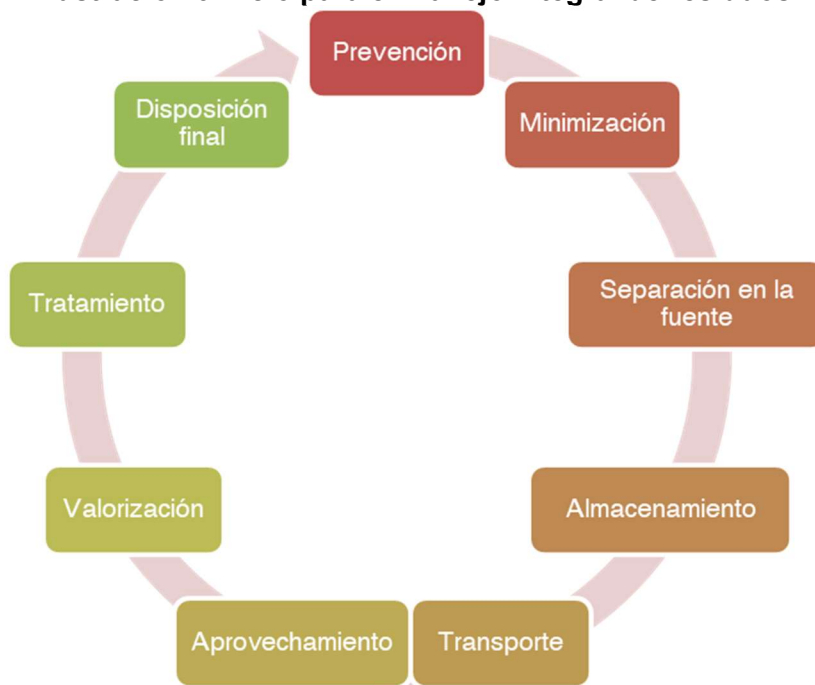 Prevención
Minimización
Separación en la
fuente
Almacenamiento
Transporte
Aprovechamiento
Valorización
Tratamiento
Disposición
final